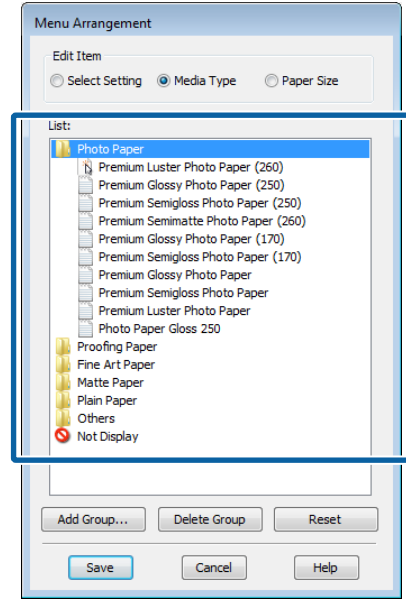 Menu Arrangement
Edit Item
Select Setting Media Type Paper Size
List:
Photo Paper
Premium Luster Photo Paper (260)
Premium Glossy Photo Paper (250)
Premium Semigloss Photo Paper (250)
Premium Semimatte Photo Paper (260)
Premium Glossy Photo Paper (170)
Premium Semigloss Photo Paper (170)
Premium Glossy Photo Paper
Premium Semigloss Photo Paper
Premium Luster Photo Paper
Photo Paper Gloss 250
Proofing Paper
Fine Art Paper
Matte Paper
Plain Paper
Others
Not Display
Add Group... Delete Group Reset
Save Cancel Help